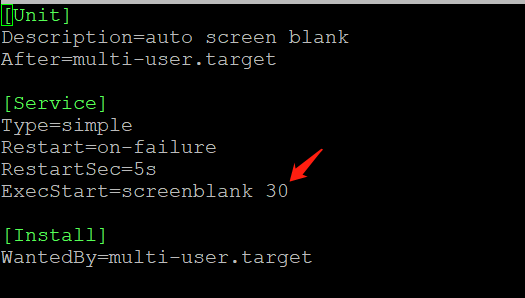 [Unit]
Description=auto screen blank
After=multi-user.target
[Service]
Type=simple
Restart=on-failure
RestartSec=5s
ExecStart=screenblank 30
[Install]
WantedBy=multi-user.target